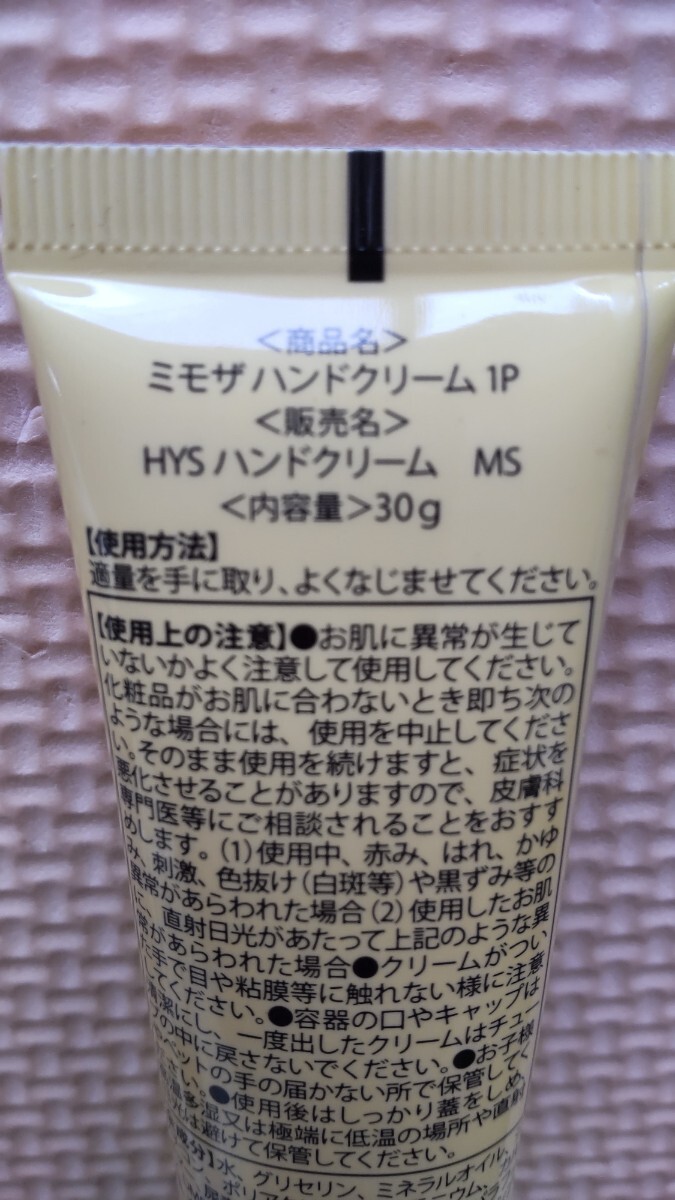 ＜商品名＞
ミモザハンドクリーム 1P
＜販売名＞
HYS ハンドクリーム　MS
＜内容量＞30g
【使用方法】
適量を手に取り、よくなじませてください。
【使用上の注意】●お肌に異常が生じて
いないかよく注意して使用してください。
化粧品がお肌に合わないとき即ち次の
ような場合には、使用を中止してくださ
い。そのまま使用を続けますと、症状を
悪化させることがありますので、皮膚科
専門医等にご相談されることをおすす
めします。(1)使用中、赤み、はれ、かゆ
み、刺激、色抜け(白斑等)や黒ずみ等の
異常があらわれた場合(2)使用したお肌
に、直射日光があたって上記のような異
常があらわれた場合●クリームがつい
た手で目や粘膜等に触れない様に注意
してください。●容器の口やキャップは
清潔にし、一度出したクリームはチュー
ブの中に戻さないでください。●お子様
ペットの手の届かない所で保管してく
ださい。●使用後はしっかり蓋をしめ、
温多湿又は極端に低温の場所や直射
光は避けて保管してください。
成分】水、グリセリン、ミネラルオイル、